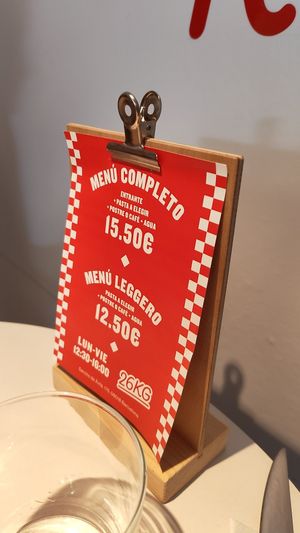 MENÚ COMPLETO
ENTRANTE
+ PASTA A ELEGIR
+ POSTRE O CAFÉ + AGUA
15.50€
MENÚ LEGGERO
PASTA A ELEGIR
+ POSTRE O CAFÉ + AGUA
12.50€
LUN-VIE
12:30-16:00
26KG